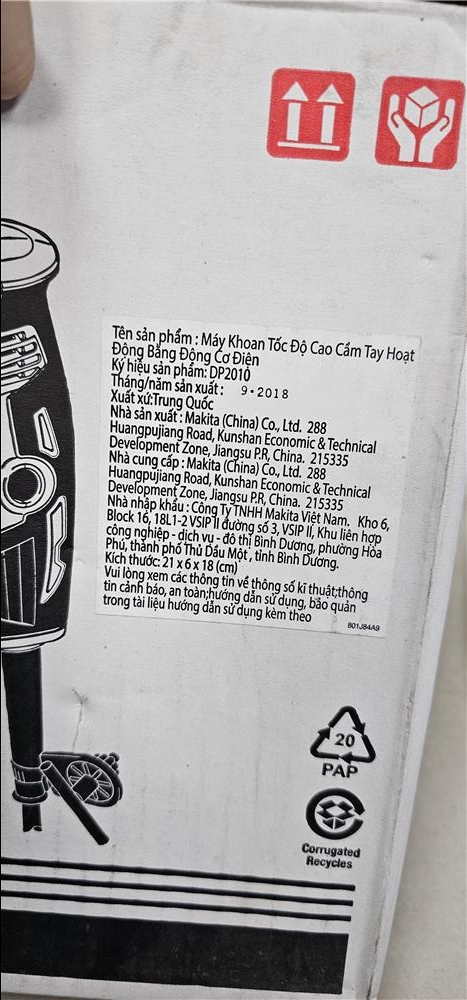 Tên sản phẩm : Máy Khoan Tốc Độ Cao Cầm Tay Hoạt
Động Bằng Động Cơ Điện
Ký hiệu sản phẩm: DP2010
Tháng/năm sản xuất: 9 - 2018
Xuất xứ:Trung Quốc
Nhà sản xuất : Makita (China) Co., Ltd. 288
Huangpujiang Road, Kunshan Economic & Technical
Development Zone, Jiangsu P.R, China. 215335
Nhà cung cấp : Makita (China) Co., Ltd. 288
Huangpujiang Road, Kunshan Economic & Technical
Development Zone, Jiangsu P.R, China. 215335
Nhà nhập khẩu : Công Ty TNHH Makita Việt Nam. Kho 6,
Block 16, 18L1-2 VSIP II đường số 3, VSIP II, Khu liên hợp
công nghiệp - dịch vụ - đô thị Bình Dương, phường Hòa
Phú, thành phố Thủ Dầu Một , tỉnh Bình Dương.
Kích thước: 21 x 6 x 18 (cm)
Vui lòng xem các thông tin về thông số kĩ thuật;thông
tin cảnh báo, an toàn;hướng dẫn sử dụng, bảo quản
trong tài liệu hướng dẫn sử dụng kèm theo
801J84A9
20
PAP
Corrugated
Recycles